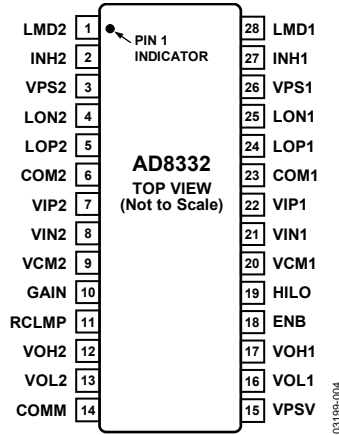 LMD2 1 28 LMD1
PIN 1
INDICATOR
INH2 2 27 INH1
VPS2 3 26 VPS1
LON2 4 25 LON1
LOP2 5 24 LOP1
AD8332
COM2 6 23 COM1
TOP VIEW
(Not to Scale)
VIP2 7 22 VIP1
VIN2 8 21 VIN1
VCM2 9 20 VCM1
GAIN 10 19 HILO
RCLMP 11 18 ENB
VOH2 12 17 VOH1
VOL2 13 16 VOL1
COMM 14 15 VPSV
03199-004